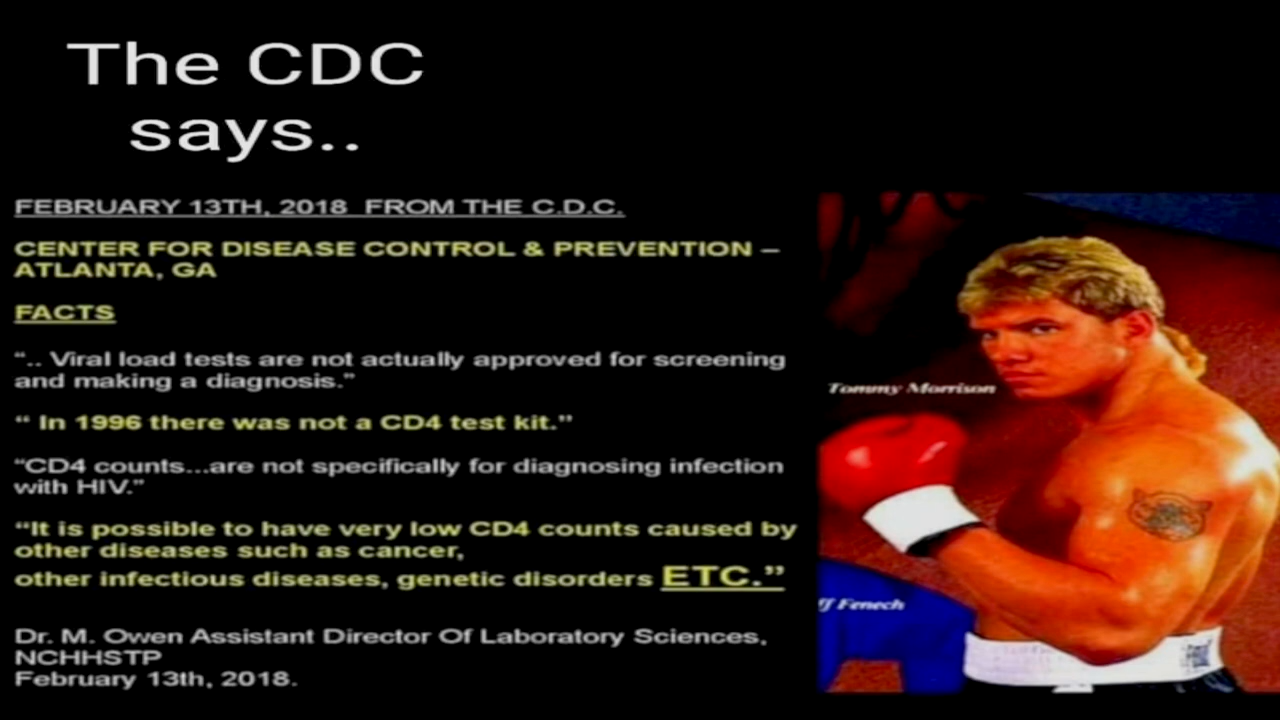 The CDC
says..
FEBRUARY 13TH, 2018  FROM THE C.D.C.
CENTER FOR DISEASE CONTROL & PREVENTION –
ATLANTA, GA
FACTS
“.. Viral load tests are not actually approved for screening
and making a diagnosis.”
“ In 1996 there was not a CD4 test kit.”
“CD4 counts...are not specifically for diagnosing infection
with HIV.”
“It is possible to have very low CD4 counts caused by
other diseases such as cancer,
other infectious diseases, genetic disorders ETC.”
Dr. M. Owen Assistant Director Of Laboratory Sciences,
NCHHSTP
February 13th, 2018.
Tommy Morrison
ff Fenech